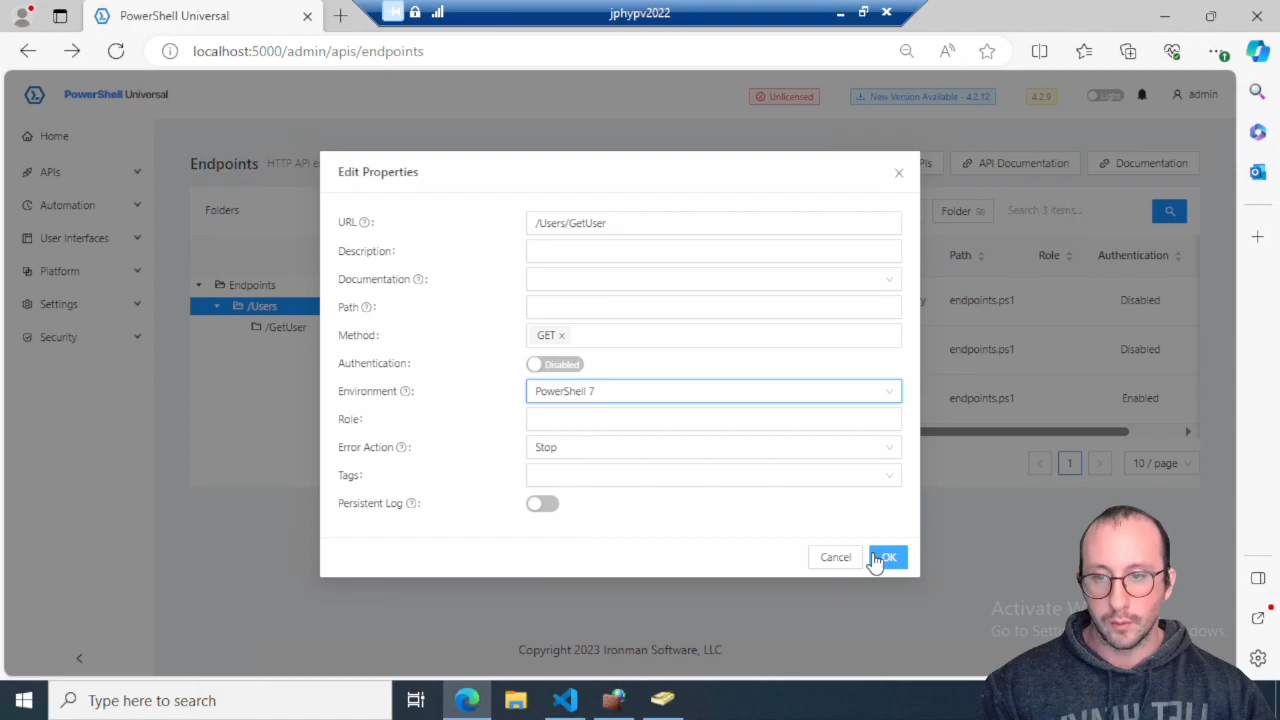 PowerShell Universal
jphypv2022
localhost:5000/admin/apis/endpoints
PowerShell Universal
Unlicensed
New Version Available - 4.2.12
4.2.9
Light
admin
Home
APIs
Automation
User Interfaces
Platform
Settings
Security
Endpoints HTTP API e
PIs
API Documentation
Documentation
Folders
Folder
Search 3 items...
Endpoints
/Users
/GetUser
Path
Role
Authentication
y
endpoints.ps1
Disabled
endpoints.ps1
Disabled
endpoints.ps1
Enabled
1
10 / page
Edit Properties
URL :
/Users/GetUser
Description:
Documentation :
Path :
Method:
GET
Authentication:
Disabled
Environment :
PowerShell 7
Role:
Error Action :
Stop
Tags:
Persistent Log :
Cancel
OK
Activate W
Go to Setti dows.
Copyright 2023 Ironman Software, LLC
Type here to search